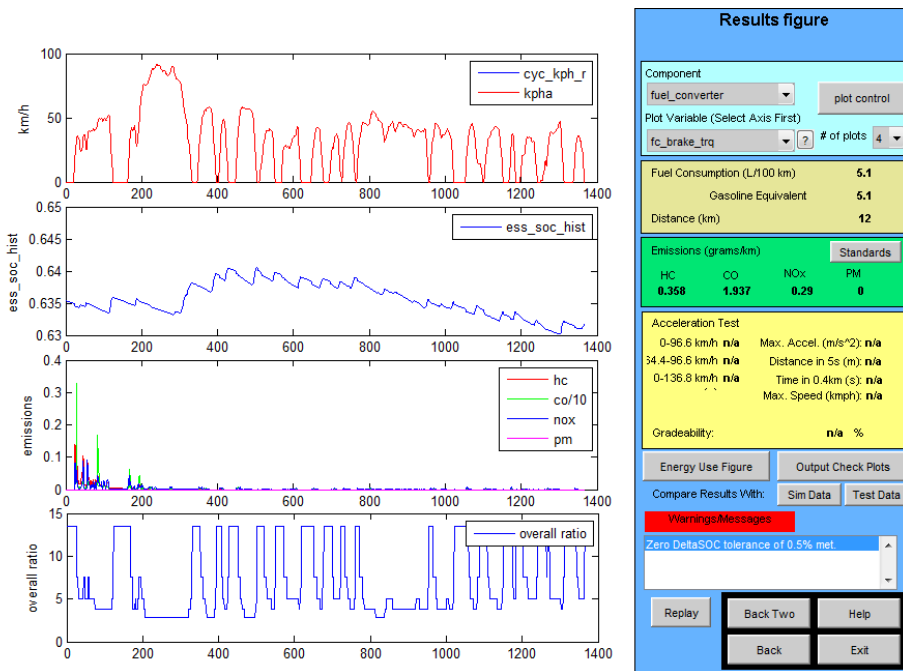 100
50
0
km/h
cyc_kph_r
kpha
0 200 400 600 800 1000 1200 1400
0.65
0.645
0.64
0.635
0.63
ess_soc_hist
ess_soc_hist
0 200 400 600 800 1000 1200 1400
0.4
0.3
0.2
0.1
0
emissions
hc
co/10
nox
pm
0 200 400 600 800 1000 1200 1400
15
10
5
0
overall ratio
overall ratio
0 200 400 600 800 1000 1200 1400
Results figure
Component
fuel_converter
plot control
Plot Variable (Select Axis First)
fc_brake_trq ? # of plots 4
Fuel Consumption (L/100 km) 5.1
Gasoline Equivalent 5.1
Distance (km) 12
Emissions (grams/km) Standards
HC CO NOx PM
0.358 1.937 0.29 0
Acceleration Test
0-96.6 km/h n/a Max. Accel. (m/s^2): n/a
64.4-96.6 km/h n/a Distance in 5s (m): n/a
0-136.8 km/h n/a Time in 0.4km (s): n/a
Max. Speed (kmph): n/a
Gradeability: n/a %
Energy Use Figure Output Check Plots
Compare Results With: Sim Data Test Data
Warnings/Messages
Zero DeltaSOC tolerance of 0.5% met.
Replay Back Two Help
Back Exit